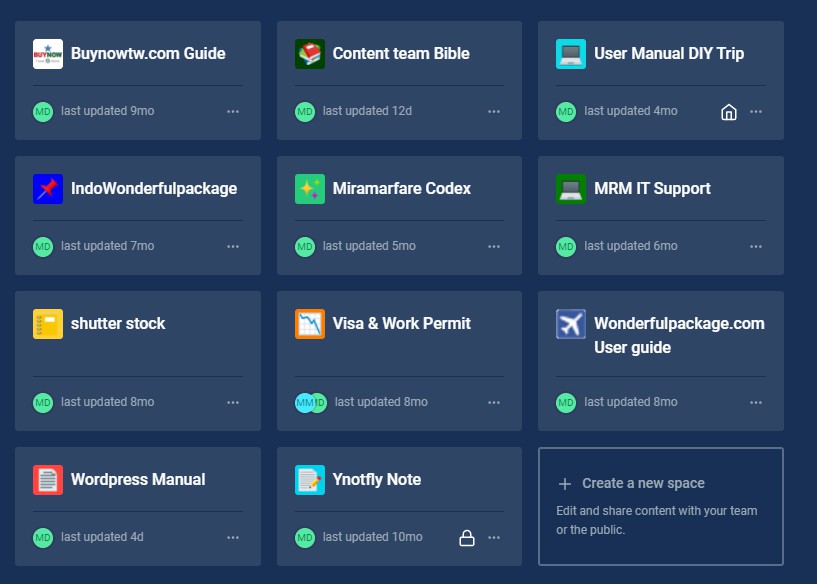 BUYNOW
Buynowtw.com Guide
MD last updated 9mo
Content team Bible
MD last updated 12d
User Manual DIY Trip
MD last updated 4mo
IndoWonderfulpackage
MD last updated 7mo
Miramarfare Codex
MD last updated 5mo
MRM IT Support
MD last updated 6mo
shutter stock
MD last updated 8mo
Visa & Work Permit
MM MD last updated 8mo
Wonderfulpackage.com
User guide
MD last updated 8mo
Wordpress Manual
MD last updated 4d
Ynotfly Note
MD last updated 10mo
Create a new space
Edit and share content with your team
or the public.